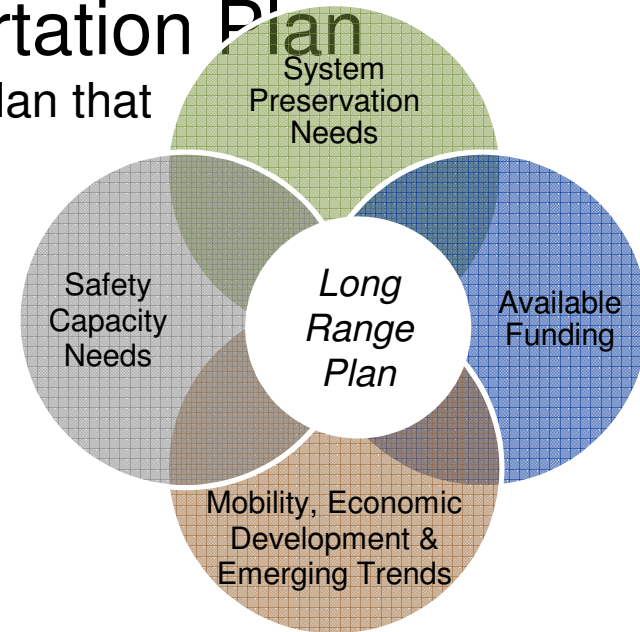 rtation Plan
lan that
System
Preservation
Needs
Safety
Capacity
Needs
Long
Range
Plan
Available
Funding
Mobility, Economic
Development &
Emerging Trends